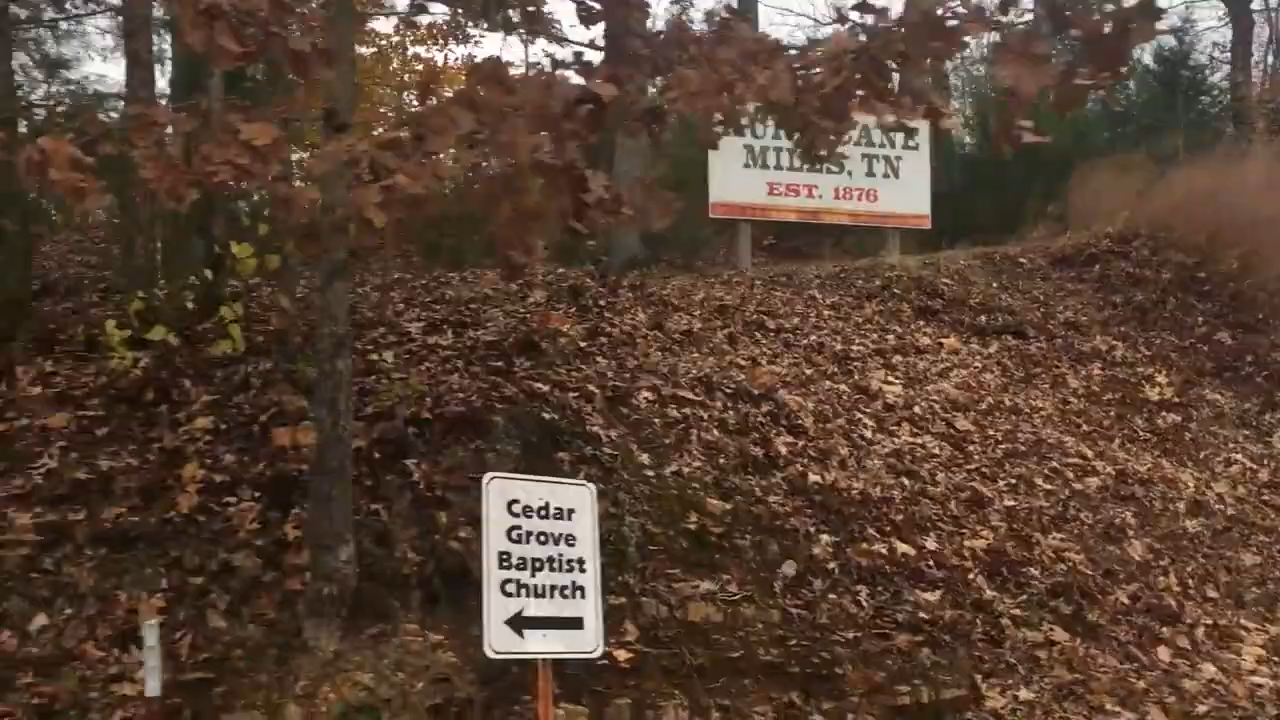 MILLS, TN
EST. 1876
Cedar
Grove
Baptist
Church